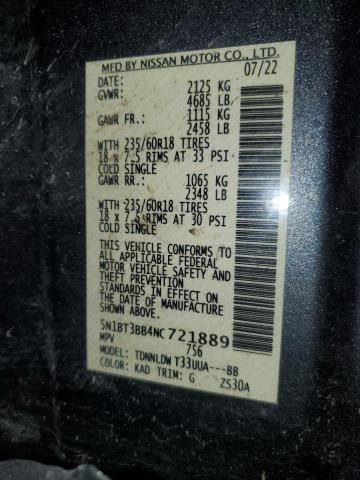 MFD BY NISSAN MOTOR CO., LTD.
DATE: 07/22
GVWR: 2125 KG
4685 LB
GAWR FR.: 1115 KG
2458 LB
WITH 235/60R18 TIRES
18 x 7.5 RIMS AT 33 PSI
COLD SINGLE
GAWR RR.: 1065 KG
2348 LB
WITH 235/60R18 TIRES
18 x 7.5 RIMS AT 30 PSI
COLD SINGLE
THIS VEHICLE CONFORMS TO
ALL APPLICABLE FEDERAL
MOTOR VEHICLE SAFETY
AND THEFT PREVENTION
STANDARDS IN EFFECT ON
THE DATE OF MANUFACTURE
SHOWN ABOVE.
5N1BT3BB4NC721889
MPV 756
MODEL: TDNNLDW T33UUA---BB
COLOR: KAD TRIM: G ZS30A